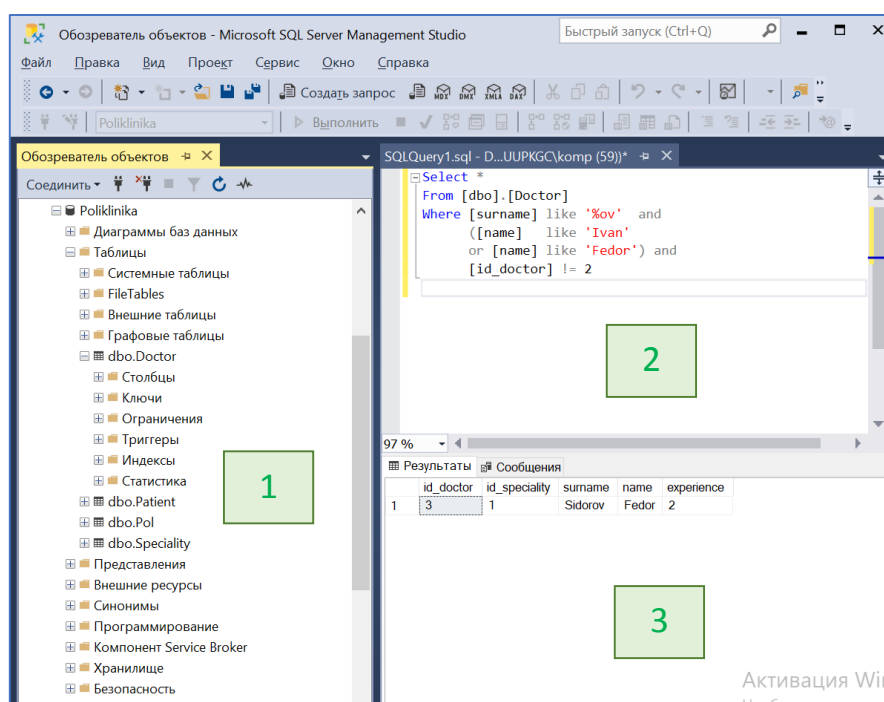 Обозреватель объектов - Microsoft SQL Server Management Studio
Быстрый запуск (Ctrl+Q)
Файл Правка Вид Проект Сервис Окно Справка
Создать запрос MDX DMX XMLA DAX
Poliklinika Выполнить
Обозреватель объектов
Соединить
Poliklinika
Диаграммы баз данных
Таблицы
Системные таблицы
FileTables
Внешние таблицы
Графовые таблицы
dbo.Doctor
Столбцы
Ключи
Ограничения
Триггеры
Индексы
Статистика
dbo.Patient
dbo.Pol
dbo.Speciality
Представления
Внешние ресурсы
Синонимы
Программирование
Компонент Service Broker
Хранилище
Безопасность
1
SQLQuery1.sql - D...UUPKGC\komp (59))*
Select *
From [dbo].[Doctor]
Where [surname] like '%ov' and
([name] like 'Ivan'
or [name] like 'Fedor') and
[id_doctor] != 2
2
97 %
Результаты Сообщения
id_doctor id_speciality surname name experience
1 3 1 Sidorov Fedor 2
3
Активация Win